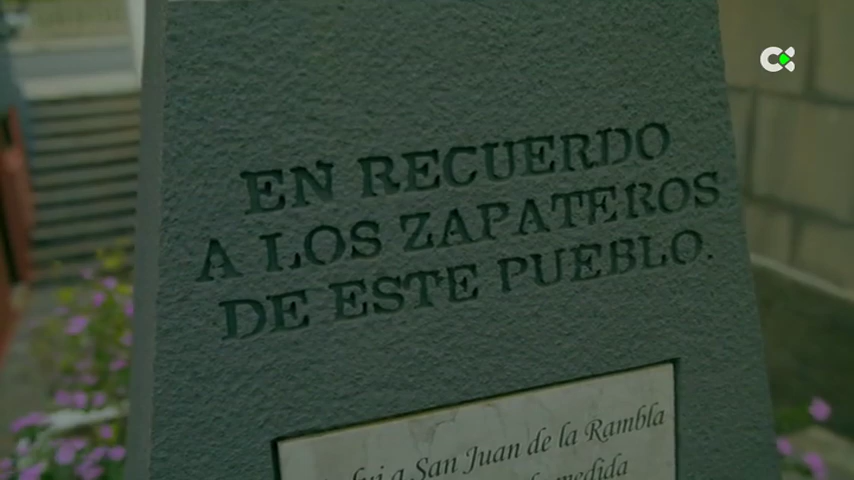 EN RECUERDO
A LOS ZAPATEROS
DE ESTE PUEBLO.
a San Juan de la Rambla
medida